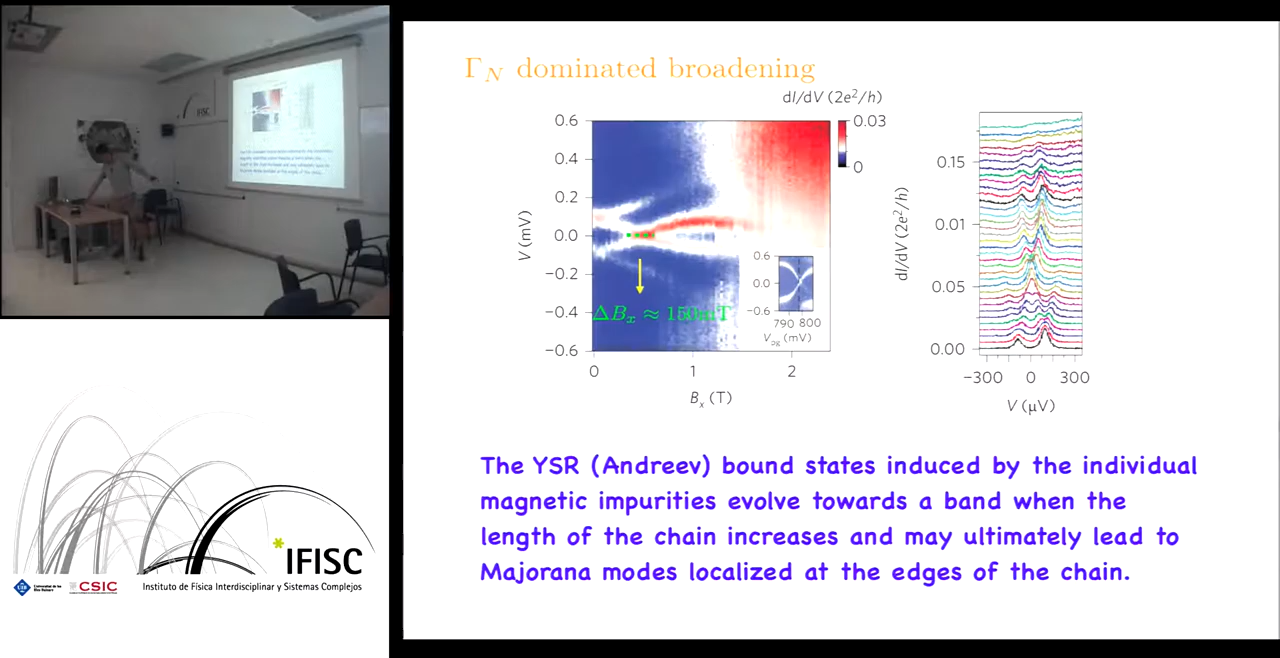 Γ_N dominated broadening
dI/dV (2e²/h)
0.03
0
0.6
0.4
0.2
0.0
−0.2
−0.4
−0.6
V (mV)
ΔB_x ≈ 150mT
0.6
0.0
−0.6
790 800
V_bg (mV)
0 1 2
B_x (T)
dI/dV (2e²/h)
0.15
0.01
0.05
0.00
−300 0 300
V (μV)
The YSR (Andreev) bound states induced by the individual
magnetic impurities evolve towards a band when the
length of the chain increases and may ultimately lead to
Majorana modes localized at the edges of the chain.
IFISC
*IFISC
CSIC
Instituto de Física Interdisciplinar y Sistemas Complejos